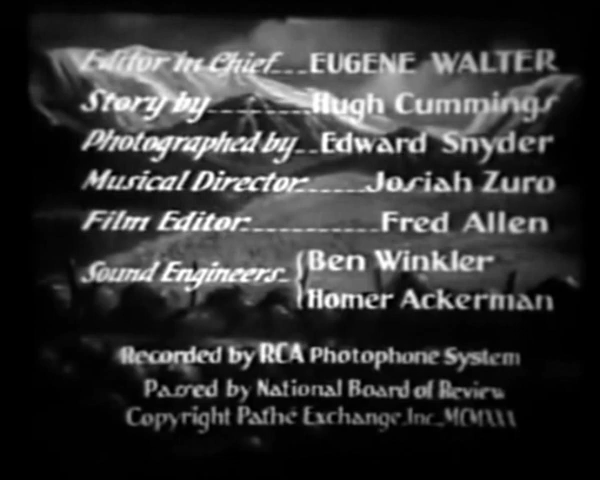 Editor in Chief...EUGENE WALTER
Story by..........Hugh Cummings
Photographed by..Edward Snyder
Musical Director......Josiah Zuro
Film Editor.............Fred Allen
Sound Engineers..{Ben Winkler
Homer Ackerman
Recorded by RCA Photophone System
Passed by National Board of Review
Copyright Pathé Exchange, Inc.